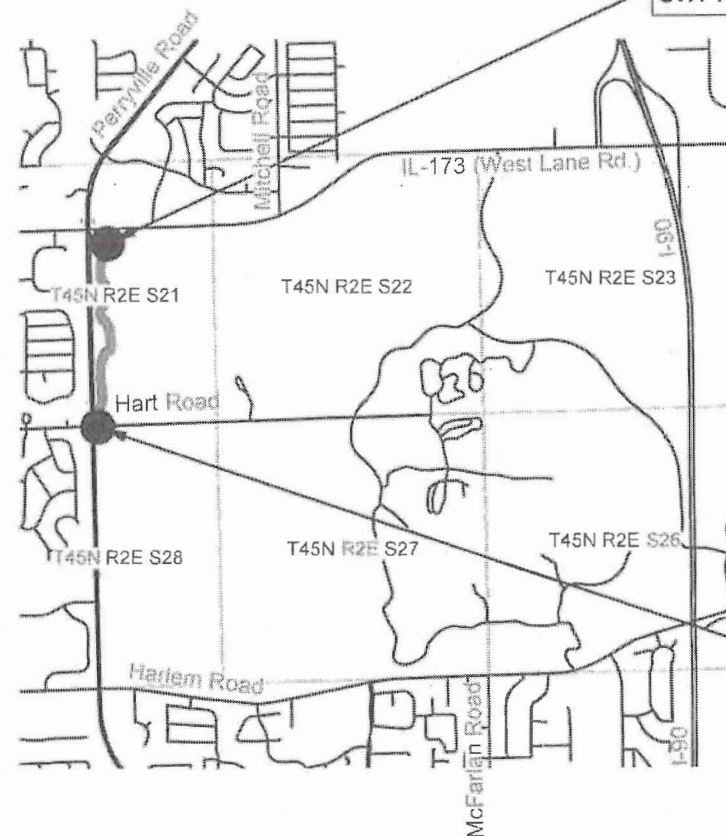 Perryville Road
Mitchell Road
IL-173 (West Lane Rd.)
I-90
T45N R2E S21
T45N R2E S22
T45N R2E S23
Hart Road
T45N R2E S28
T45N R2E S27
T45N R2E S26
Harlem Road
McFarlan Road
I-90